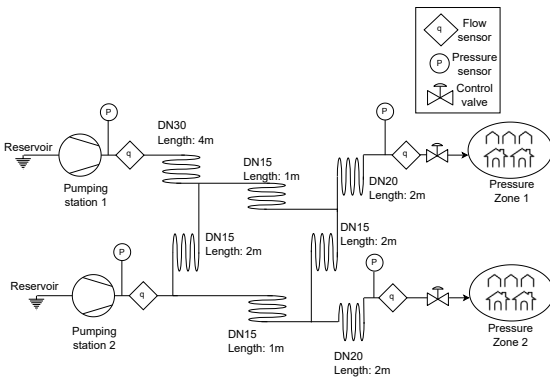 q
Flow
sensor
P
Pressure
sensor
Control
valve
P
DN30
Length: 4m
P
Reservoir
q
DN15
Length: 1m
q
DN20
Length: 2m
Pumping
station 1
Pressure
Zone 1
DN15
Length: 2m
DN15
Length: 2m
P
P
Reservoir
q
q
Pumping
station 2
DN15
Length: 1m
DN20
Length: 2m
Pressure
Zone 2